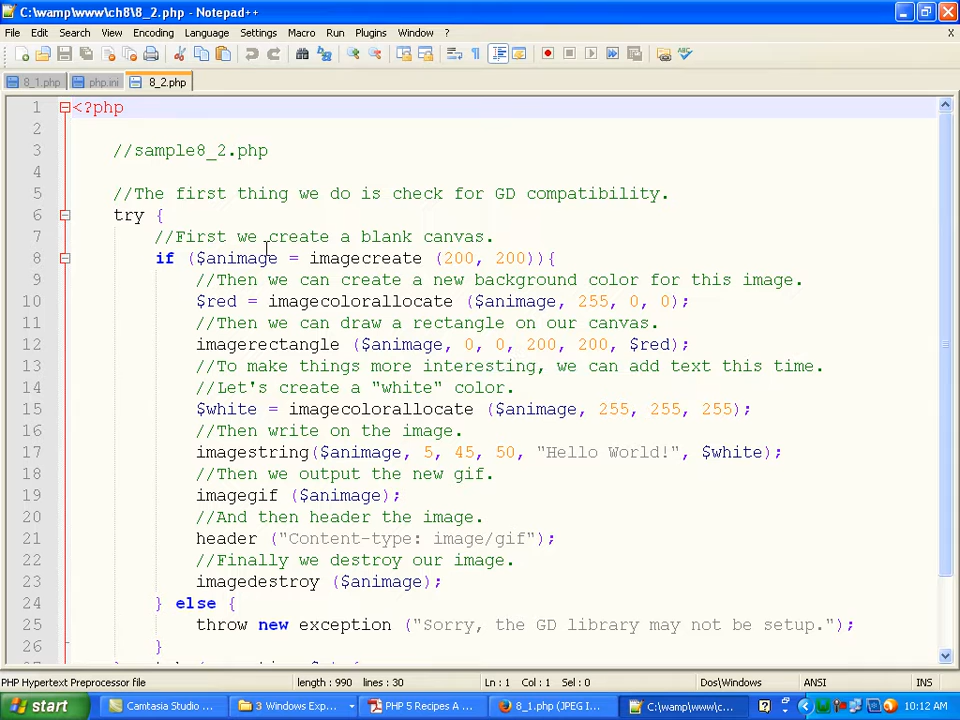 C:\wamp\www\ch8\8_2.php - Notepad++
File Edit Search View Encoding Language Settings Macro Run Plugins Window ? X
8_1.php php.ini 8_2.php
1 <?php
2
3 //sample8_2.php
4
5 //The first thing we do is check for GD compatibility.
6 try {
7 //First we create a blank canvas.
8 if ($animage = imagecreate (200, 200)){
9 //Then we can create a new background color for this image.
10 $red = imagecolorallocate ($animage, 255, 0, 0);
11 //Then we can draw a rectangle on our canvas.
12 imagerectangle ($animage, 0, 0, 200, 200, $red);
13 //To make things more interesting, we can add text this time.
14 //Let's create a "white" color.
15 $white = imagecolorallocate ($animage, 255, 255, 255);
16 //Then write on the image.
17 imagestring($animage, 5, 45, 50, "Hello World!", $white);
18 //Then we output the new gif.
19 imagegif ($animage);
20 //And then header the image.
21 header ("Content-type: image/gif");
22 //Finally we destroy our image.
23 imagedestroy ($animage);
24 } else {
25 throw new exception ("Sorry, the GD library may not be setup.");
26 }
PHP Hypertext Preprocessor file length : 990 lines : 30 Ln : 1 Col : 1 Sel : 0 Dos\Windows ANSI INS
start Camtasia Studio ... 3 Windows Exp... PHP 5 Recipes A ... 8_1.php (JPEG I... C:\wamp\www\c... 10:12 AM